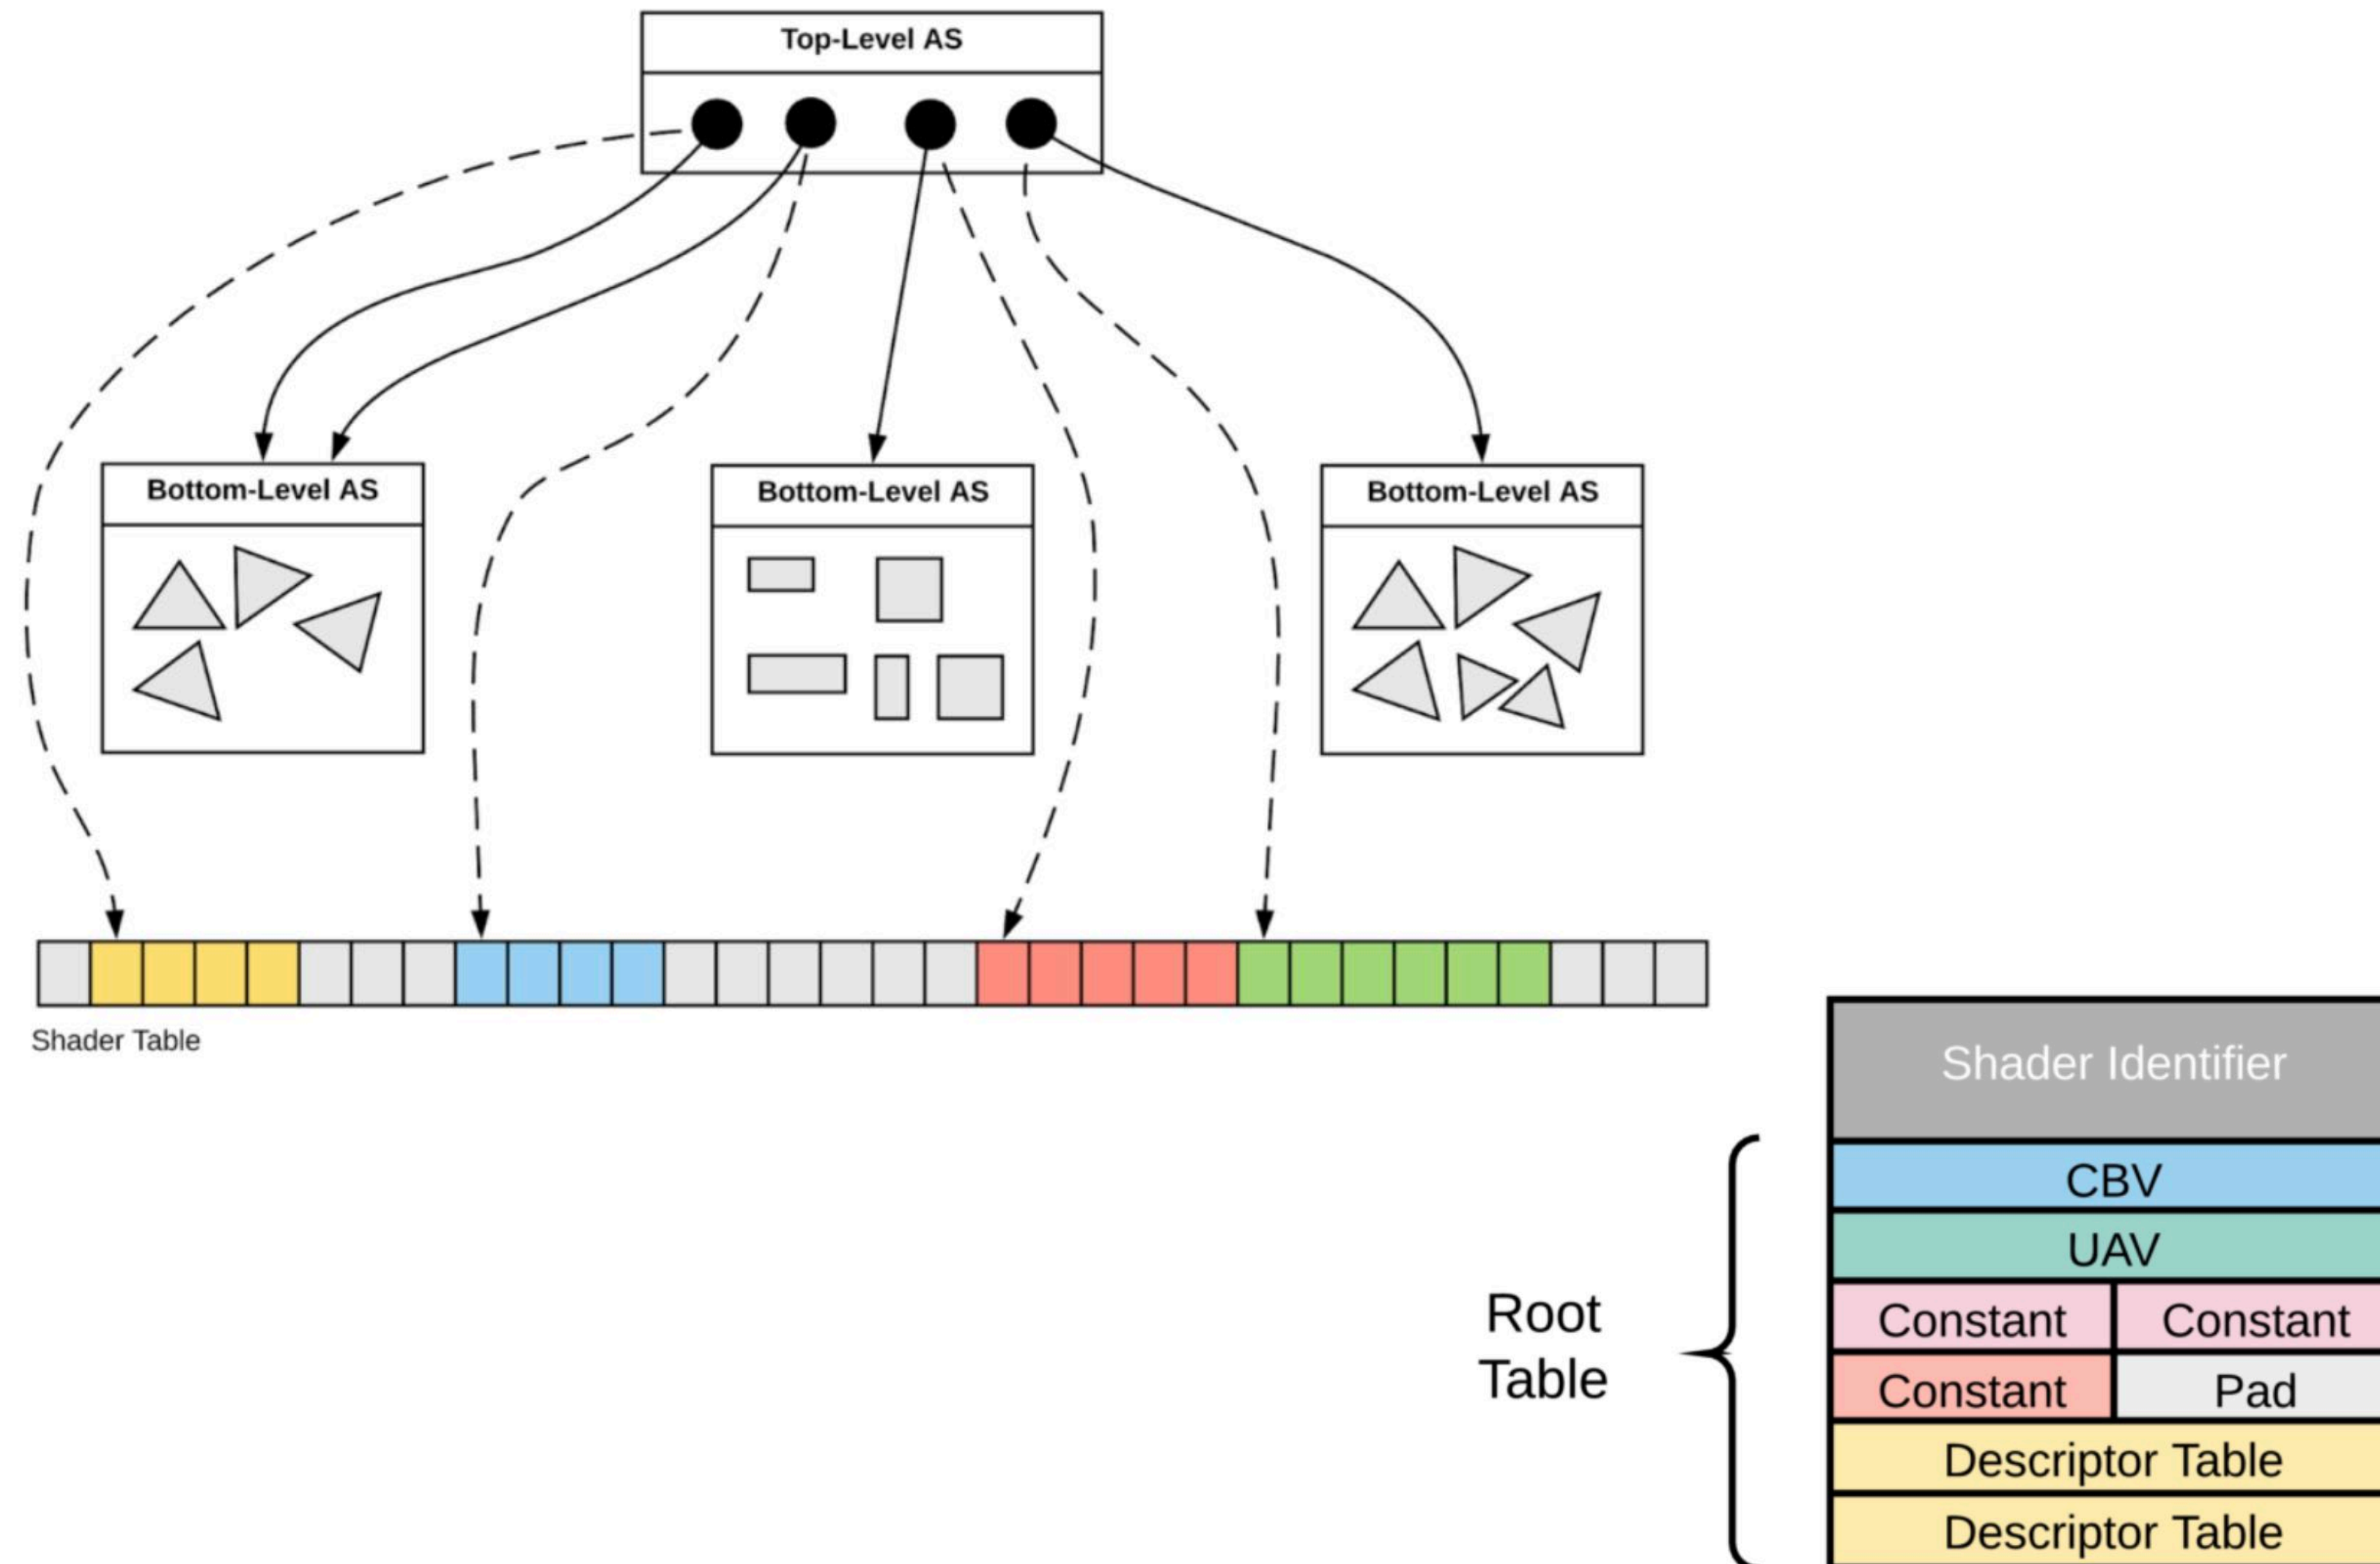 Top-Level AS
Bottom-Level AS
Bottom-Level AS
Bottom-Level AS
Shader Table
Shader Identifier
CBV
UAV
Constant Constant
Constant Pad
Descriptor Table
Descriptor Table
Root
Table